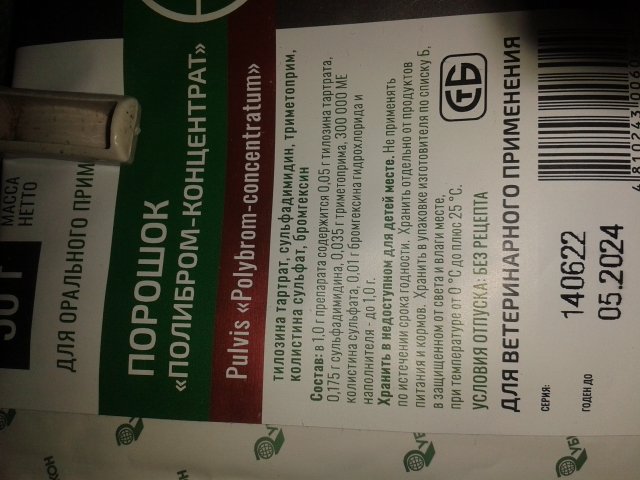 50 Г
МАССА
НЕТТО
ДЛЯ ОРАЛЬНОГО ПРИМ
ПОРОШОК
«ПОЛИБРОМ-КОНЦЕНТРАТ»
Pulvis «Polybrom-concentratum»
Тилозина тартрат, сульфадимидин, триметоприм,
колистина сульфат, бромгексин
Состав: в 1,0 г препарата содержится 0,05 г тилозина тартрата,
0,175 г сульфадимидина, 0,035 г триметоприма, 300 000 МЕ
колистина сульфата, 0,01 г бромгексина гидрохлорида и
наполнителя - до 1,0 г.
Хранить в недоступном для детей месте. Не применять
по истечении срока годности. Хранить отдельно от продуктов
питания и кормов. Хранить в упаковке изготовителя по списку Б,
в защищенном от света и влаги месте,
при температуре от 0 °С до плюс 25 °С.
УСЛОВИЯ ОТПУСКА: БЕЗ РЕЦЕПТА
ДЛЯ ВЕТЕРИНАРНОГО ПРИМЕНЕНИЯ
СТБ
СЕРИЯ:
140622
ГОДЕН ДО
05.2024